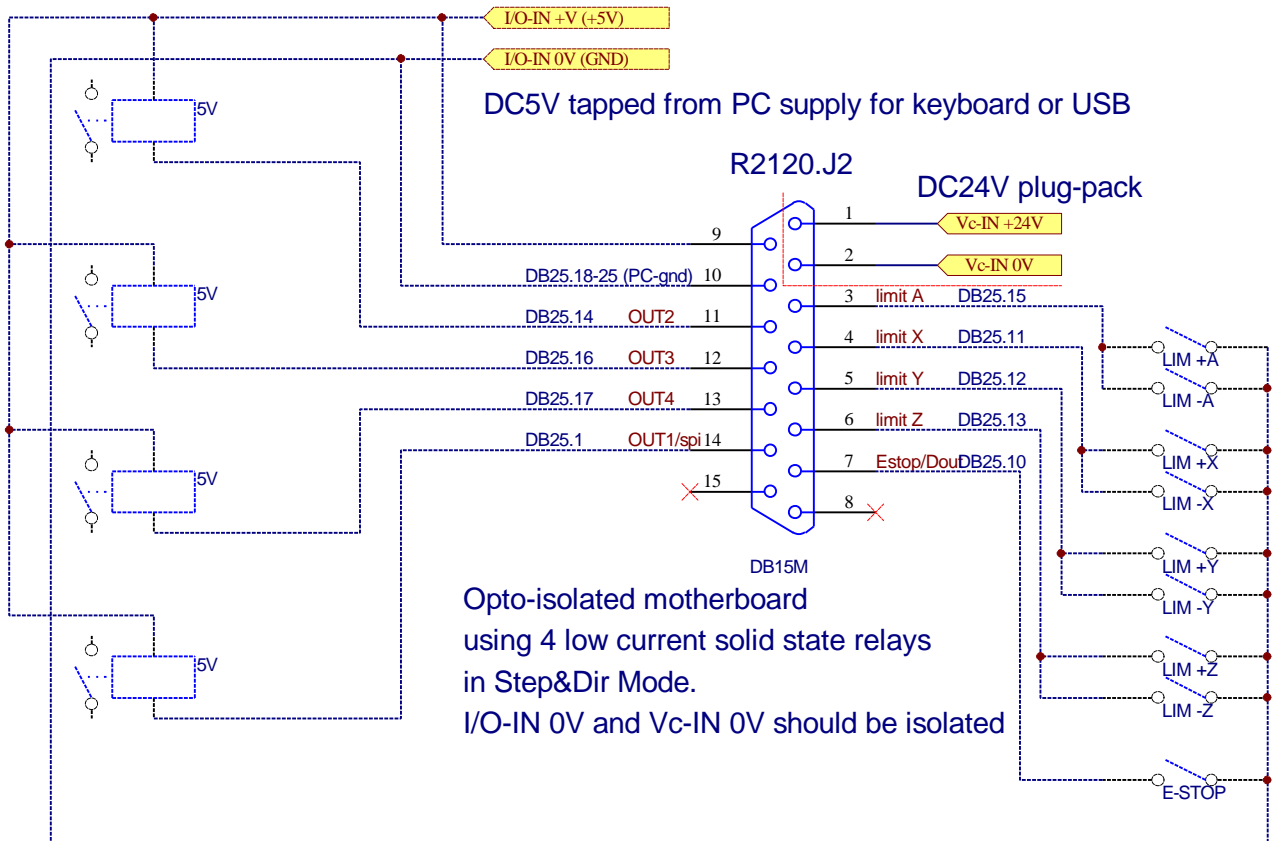 I/O-IN +V (+5V)
I/O-IN 0V (GND)
5V
DC5V tapped from PC supply for keyboard or USB
R2120.J2
DC24V plug-pack
1
Vc-IN +24V
9
2
Vc-IN 0V
DB25.18-25 (PC-gnd) 10
5V
3 limit A DB25.15
DB25.14 OUT2 11
4 limit X DB25.11
LIM +A
DB25.16 OUT3 12
5 limit Y DB25.12
LIM -A
DB25.17 OUT4 13
6 limit Z DB25.13
DB25.1 OUT1/spi 14
7 Estop/Dout DB25.10
LIM +X
5V
15
8
LIM -X
DB15M
LIM +Y
Opto-isolated motherboard
LIM -Y
using 4 low current solid state relays
5V
LIM +Z
in Step&Dir Mode.
LIM -Z
I/O-IN 0V and Vc-IN 0V should be isolated
E-STOP